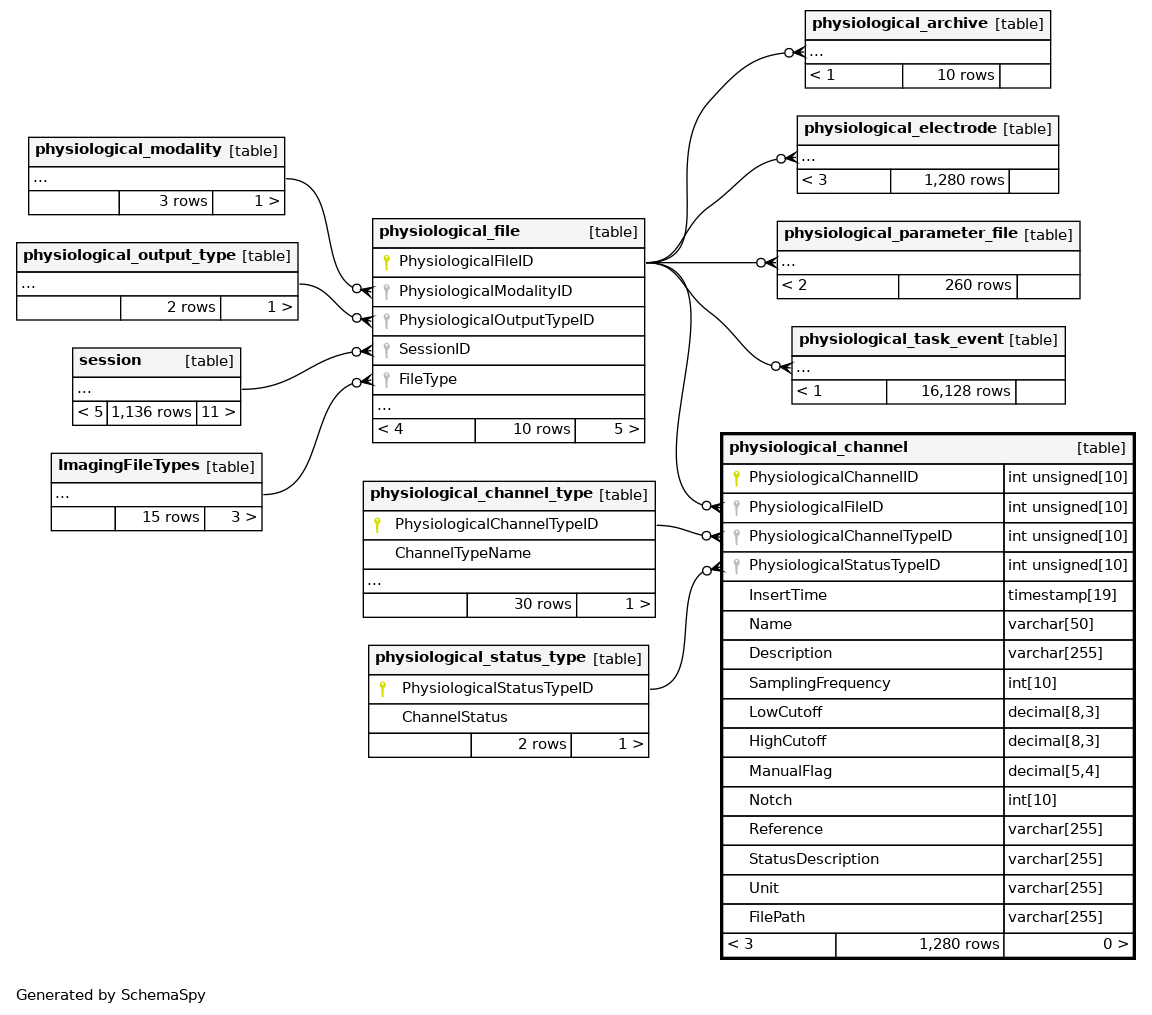 physiological_archive [table]
...
< 1 10 rows
physiological_electrode [table]
...
< 3 1,280 rows
physiological_modality [table]
...
3 rows 1 >
physiological_file [table]
PhysiologicalFileID
PhysiologicalModalityID
PhysiologicalOutputTypeID
SessionID
FileType
...
< 4 10 rows 5 >
physiological_parameter_file [table]
...
< 2 260 rows
physiological_output_type [table]
...
2 rows 1 >
physiological_task_event [table]
...
< 1 16,128 rows
session [table]
...
< 5 1,136 rows 11 >
ImagingFileTypes [table]
...
15 rows 3 >
physiological_channel_type [table]
PhysiologicalChannelTypeID
ChannelTypeName
...
30 rows 1 >
physiological_status_type [table]
PhysiologicalStatusTypeID
ChannelStatus
2 rows 1 >
physiological_channel [table]
PhysiologicalChannelID int unsigned[10]
PhysiologicalFileID int unsigned[10]
PhysiologicalChannelTypeID int unsigned[10]
PhysiologicalStatusTypeID int unsigned[10]
InsertTime timestamp[19]
Name varchar[50]
Description varchar[255]
SamplingFrequency int[10]
LowCutoff decimal[8,3]
HighCutoff decimal[8,3]
ManualFlag decimal[5,4]
Notch int[10]
Reference varchar[255]
StatusDescription varchar[255]
Unit varchar[255]
FilePath varchar[255]
< 3 1,280 rows 0 >
Generated by SchemaSpy